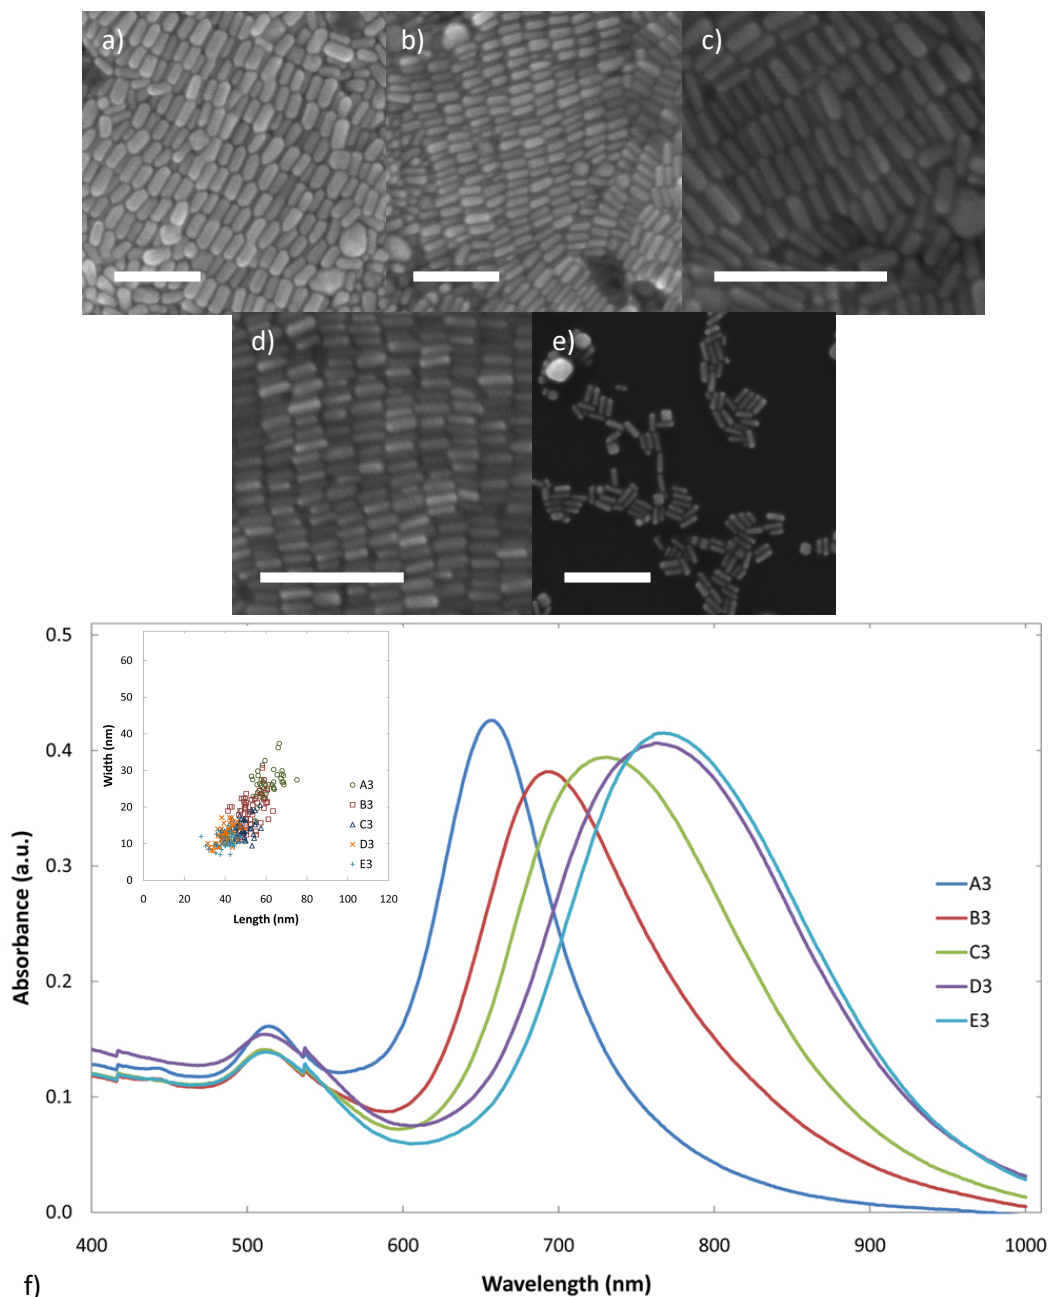 a)
b)
c)
d)
e)
0.5
0.4
0.3
0.2
0.1
0.0
Absorbance (a.u.)
400
500
600
700
800
900
1000
Wavelength (nm)
A3
B3
C3
D3
E3
60
50
40
30
20
10
0
Width (nm)
0
20
40
60
80
100
120
Length (nm)
A3
B3
C3
D3
E3
f)